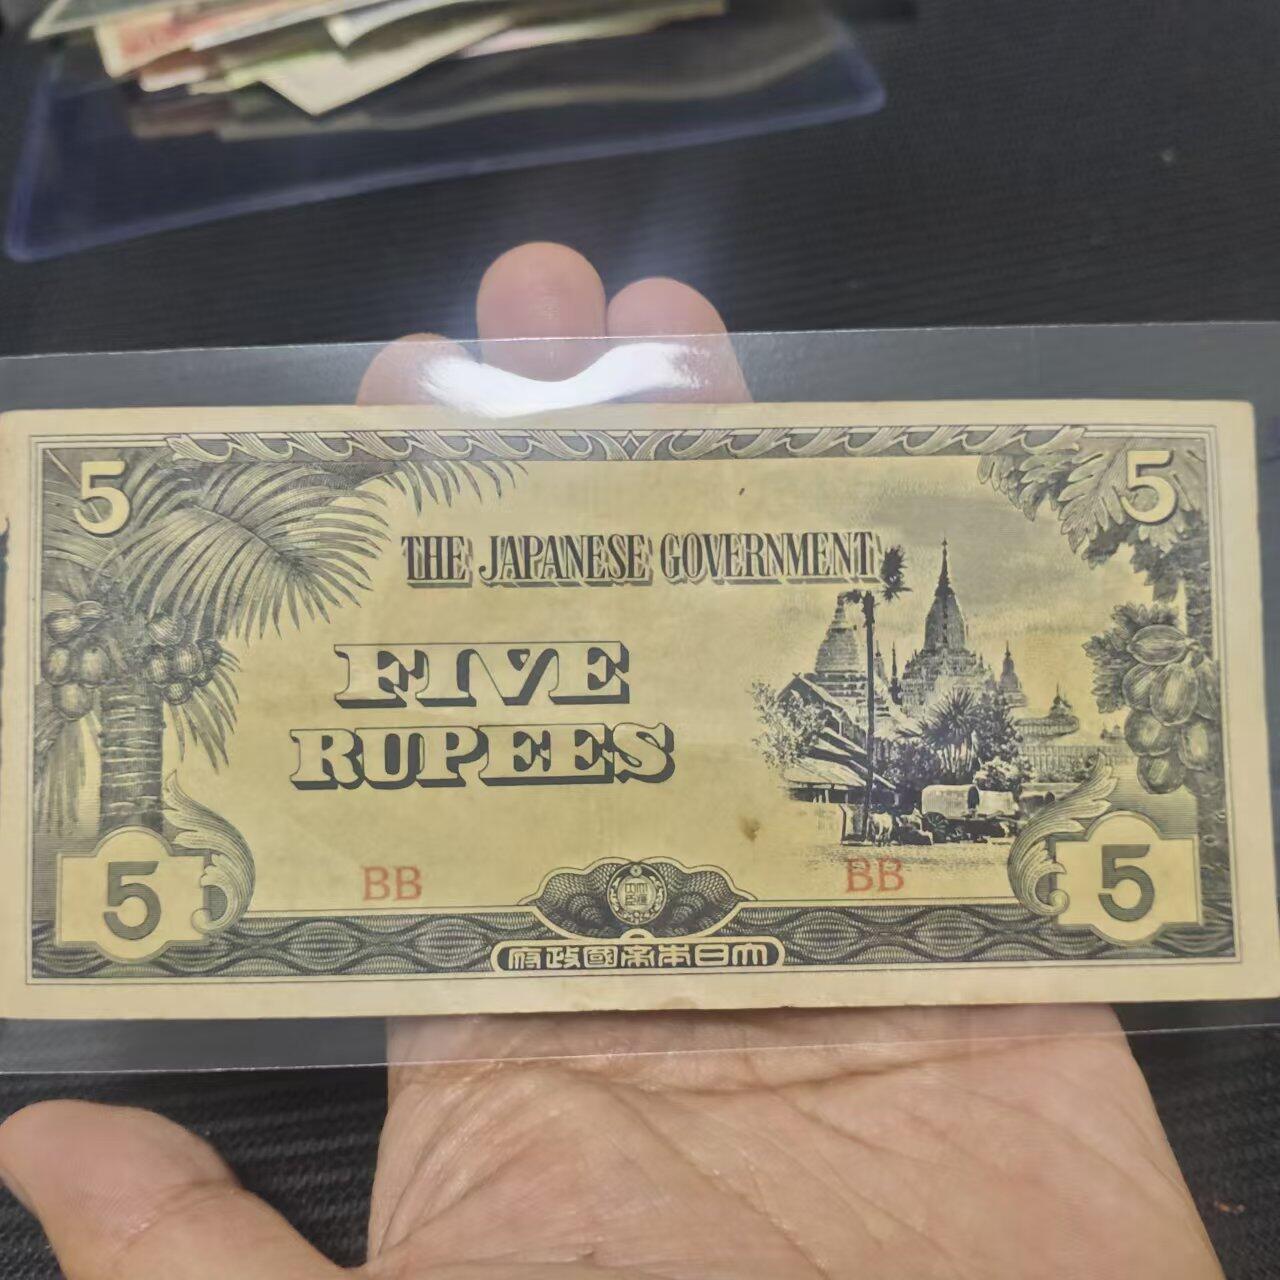 5
5
THE JAPANESE GOVERNMENT
FIVE
RUPEES
BB
BB
5
5
府政國帝本日大